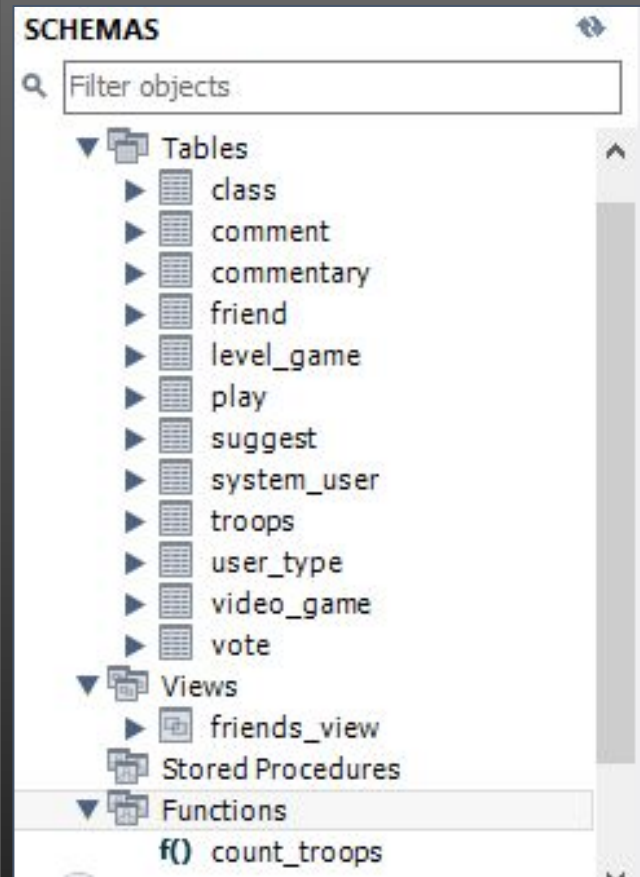 SCHEMAS
Filter objects
Tables
class
comment
commentary
friend
level_game
play
suggest
system_user
troops
user_type
video_game
vote
Views
friends_view
Stored Procedures
Functions
f() count_troops